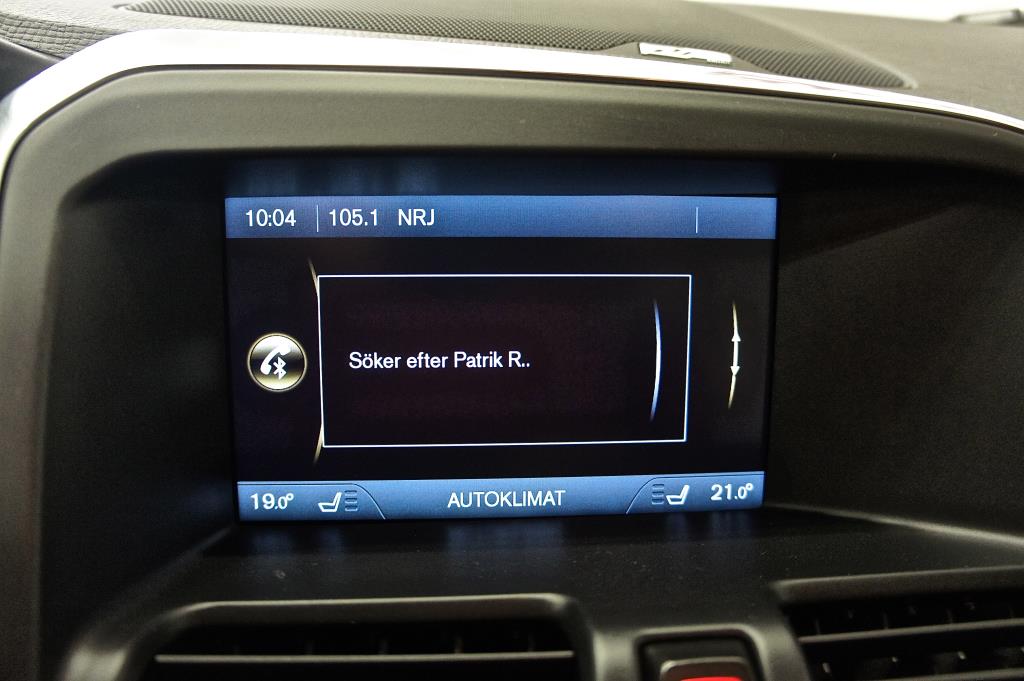 10:04 105.1 NRJ
Söker efter Patrik R..
19.0° AUTOKLIMAT 21.0°